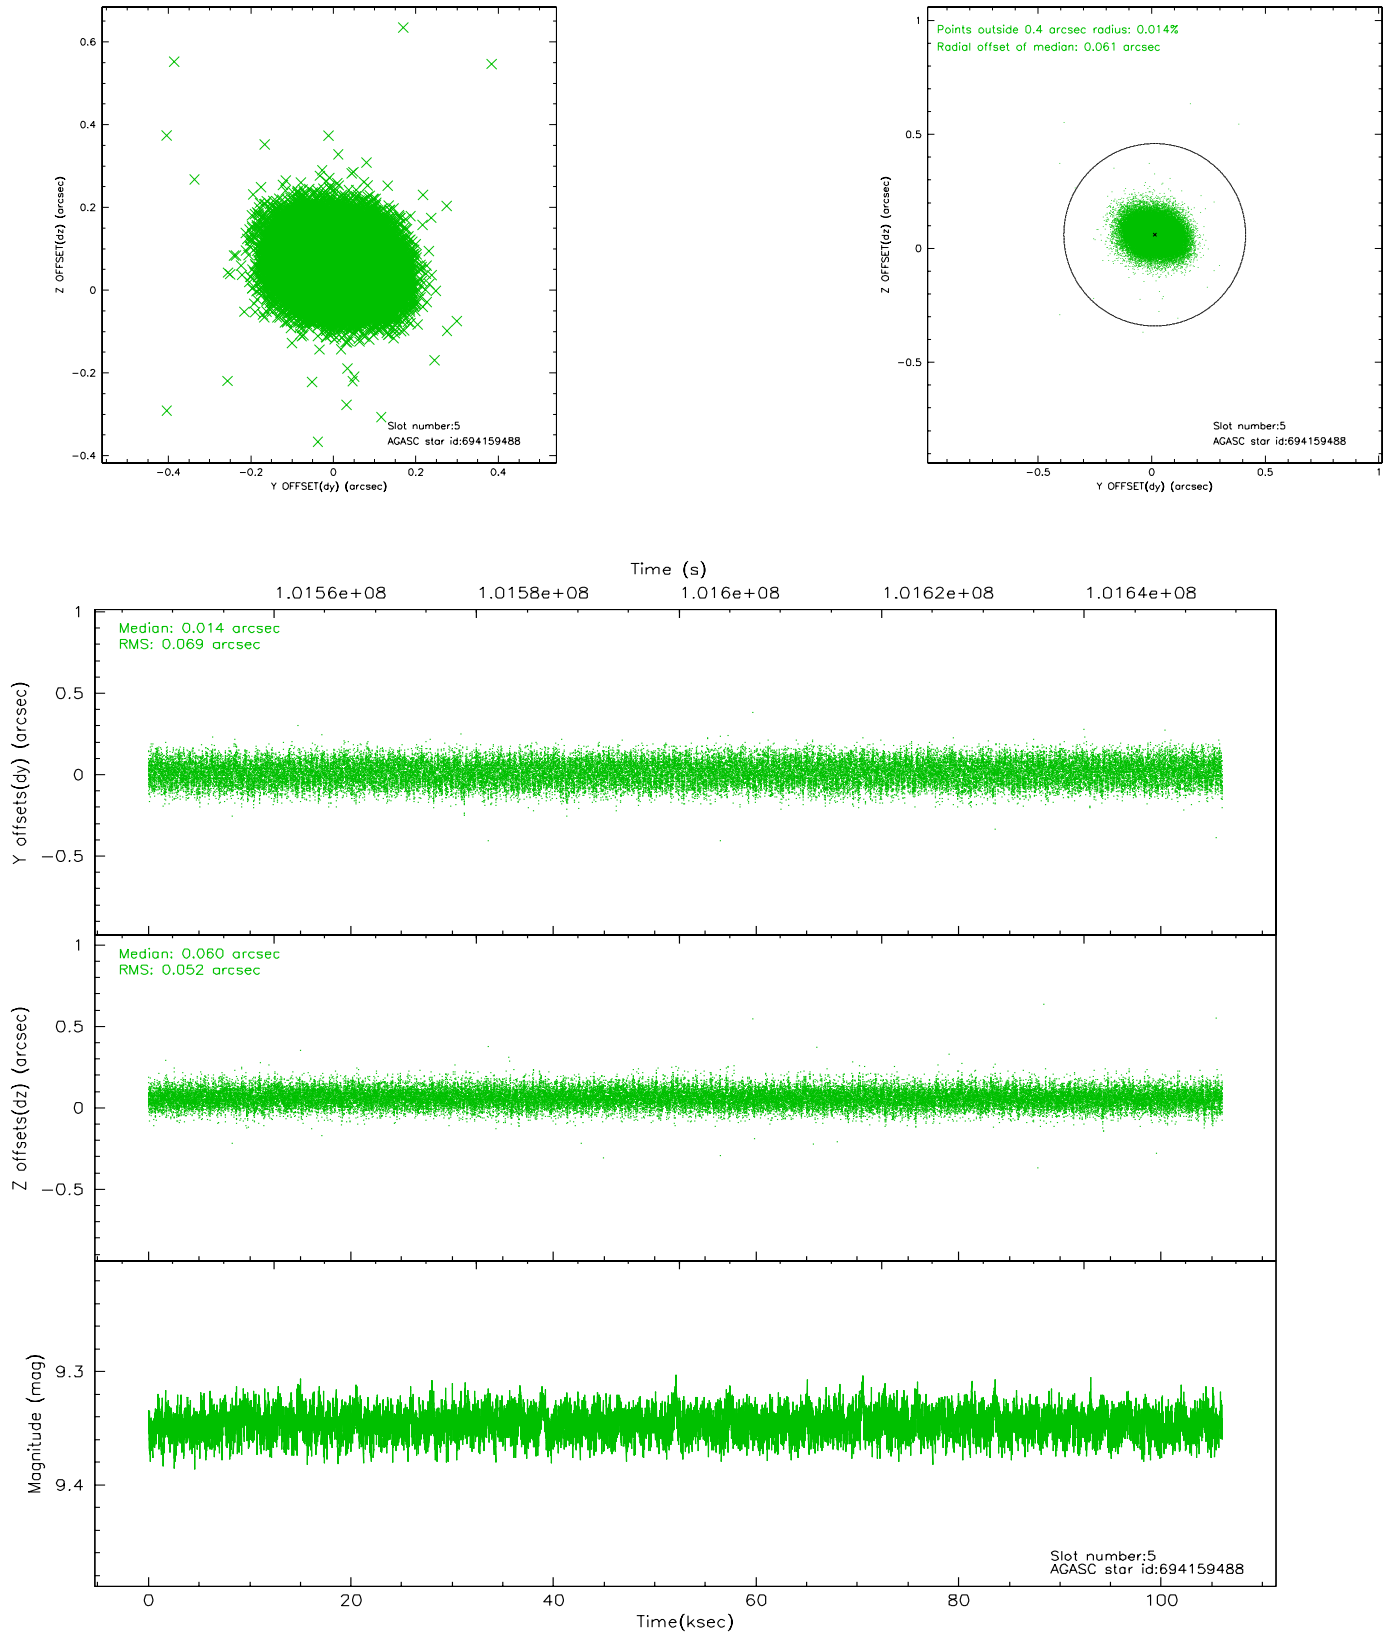 0.6
0.4
0.2
0
−0.2
−0.4
Z OFFSET(dz) (arcsec)
−0.4 −0.2 0 0.2 0.4
Y OFFSET(dy) (arcsec)
Slot number:5
AGASC star id:694159488
Points outside 0.4 arcsec radius: 0.014%
Radial offset of median: 0.061 arcsec
1
0.5
0
−0.5
Z OFFSET(dz) (arcsec)
Slot number:5
AGASC star id:694159488
−0.5 0 0.5 1
Y OFFSET(dy) (arcsec)
Time (s)
1.0156e+08 1.0158e+08 1.016e+08 1.0162e+08 1.0164e+08
Median: 0.014 arcsec
RMS: 0.069 arcsec
1
0.5
0
−0.5
Y offsets(dy) (arcsec)
Median: 0.060 arcsec
RMS: 0.052 arcsec
1
0.5
0
−0.5
Z offsets(dz) (arcsec)
9.3
9.4
Magnitude (mag)
Slot number:5
AGASC star id:694159488
0 20 40 60 80 100
Time(ksec)